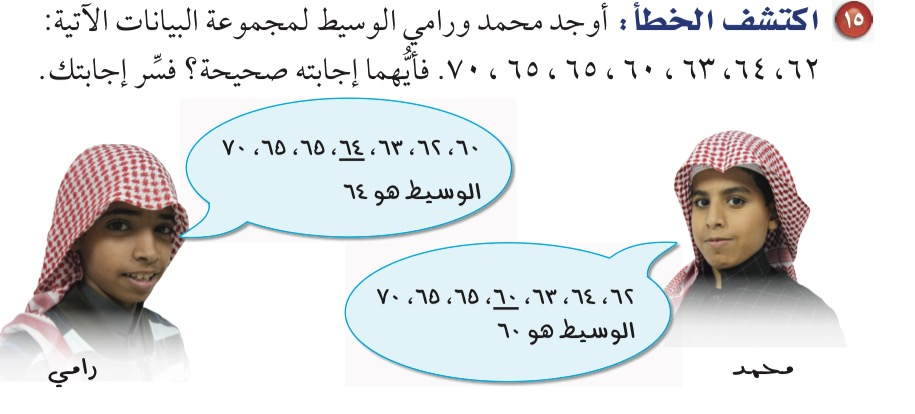 ١٥ اكتشف الخطأ: أوجد محمد ورامي الوسيط لمجموعة البيانات الآتية:
٦٢ ، ٦٤ ، ٦٣ ، ٦٠ ، ٦٥ ، ٦٥ ، ٧٠. فأيُّهما إجابته صحيحة؟ فسِّر إجابتك.
٦٠، ٦٢، ٦٣، ٦٤، ٦٥، ٦٥، ٧٠
الوسيط هو ٦٤
٦٢، ٦٤، ٦٣، ٦٠، ٦٥، ٦٥، ٧٠
الوسيط هو ٦٠
محمد
رامي